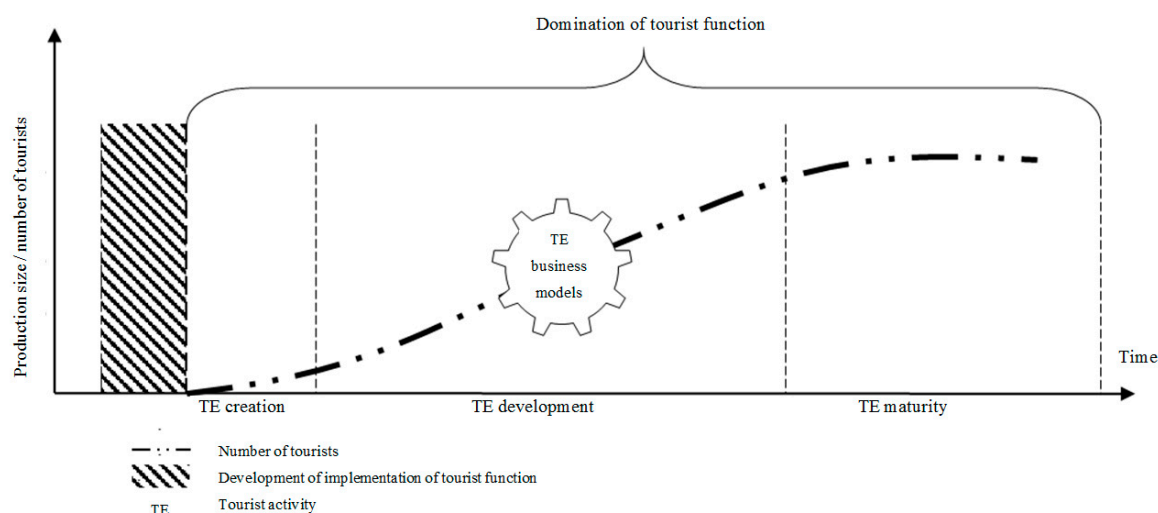 Domination of tourist function
Production size / number of tourists
TE
business
models
Time
TE creation
TE development
TE maturity
Number of tourists
Development of implementation of tourist function
TE
Tourist activity